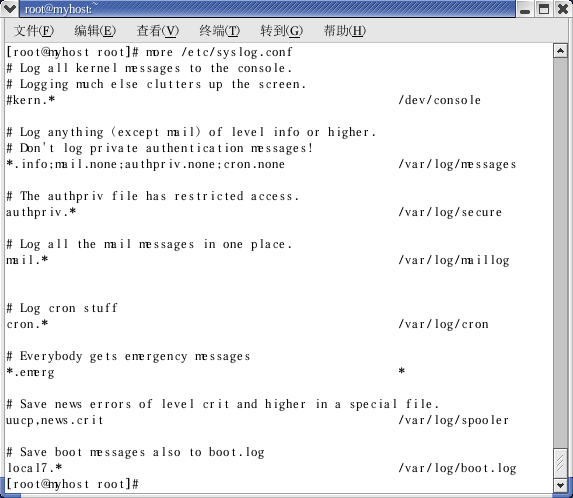 root@myhost:~
文件(F) 编辑(E) 查看(V) 终端(T) 转到(G) 帮助(H)
[root@myhost root]# more /etc/syslog.conf
# Log all kernel messages to the console.
# Logging much else clutters up the screen.
#kern.* /dev/console
# Log anything (except mail) of level info or higher.
# Don't log private authentication messages!
*.info;mail.none;authpriv.none;cron.none /var/log/messages
# The authpriv file has restricted access.
authpriv.* /var/log/secure
# Log all the mail messages in one place.
mail.* /var/log/maillog
# Log cron stuff
cron.* /var/log/cron
# Everybody gets emergency messages
*.emerg *
# Save news errors of level crit and higher in a special file.
uucp,news.crit /var/log/spooler
# Save boot messages also to boot.log
local7.* /var/log/boot.log
[root@myhost root]#